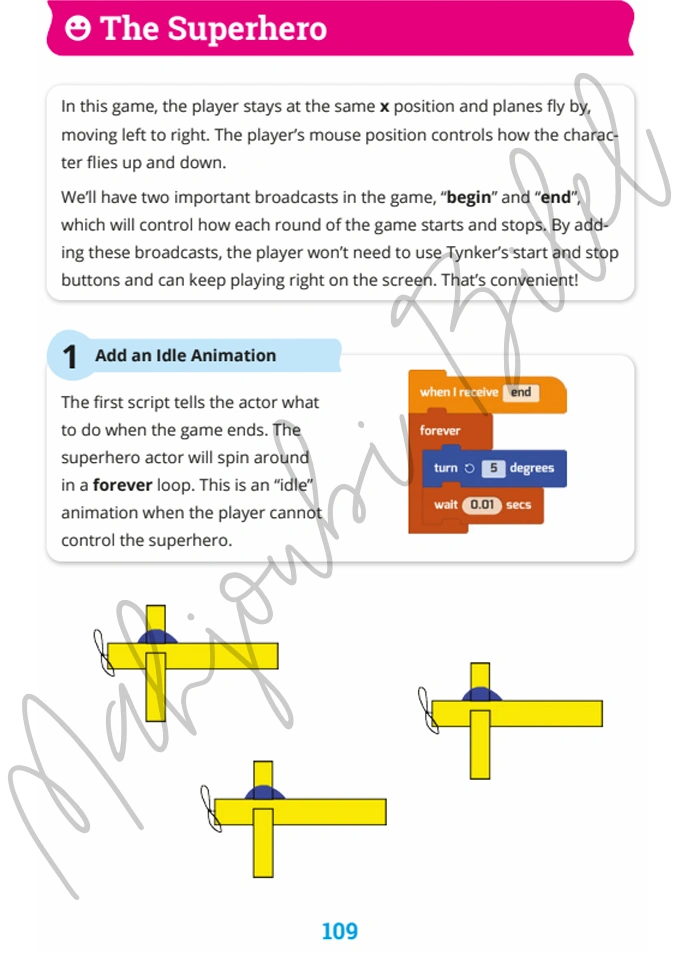 The Superhero
In this game, the player stays at the same x position and planes fly by,
moving left to right. The player's mouse position controls how the charac-
ter flies up and down.
We'll have two important broadcasts in the game, “begin” and “end”,
which will control how each round of the game starts and stops. By add-
ing these broadcasts, the player won't need to use Tynker's start and stop
buttons and can keep playing right on the screen. That's convenient!
1 Add an Idle Animation
The first script tells the actor what
to do when the game ends. The
superhero actor will spin around
in a forever loop. This is an “idle”
animation when the player cannot
control the superhero.
when I receive end
forever
turn 5 degrees
wait 0.01 secs
Mahjoubi Bilel
109